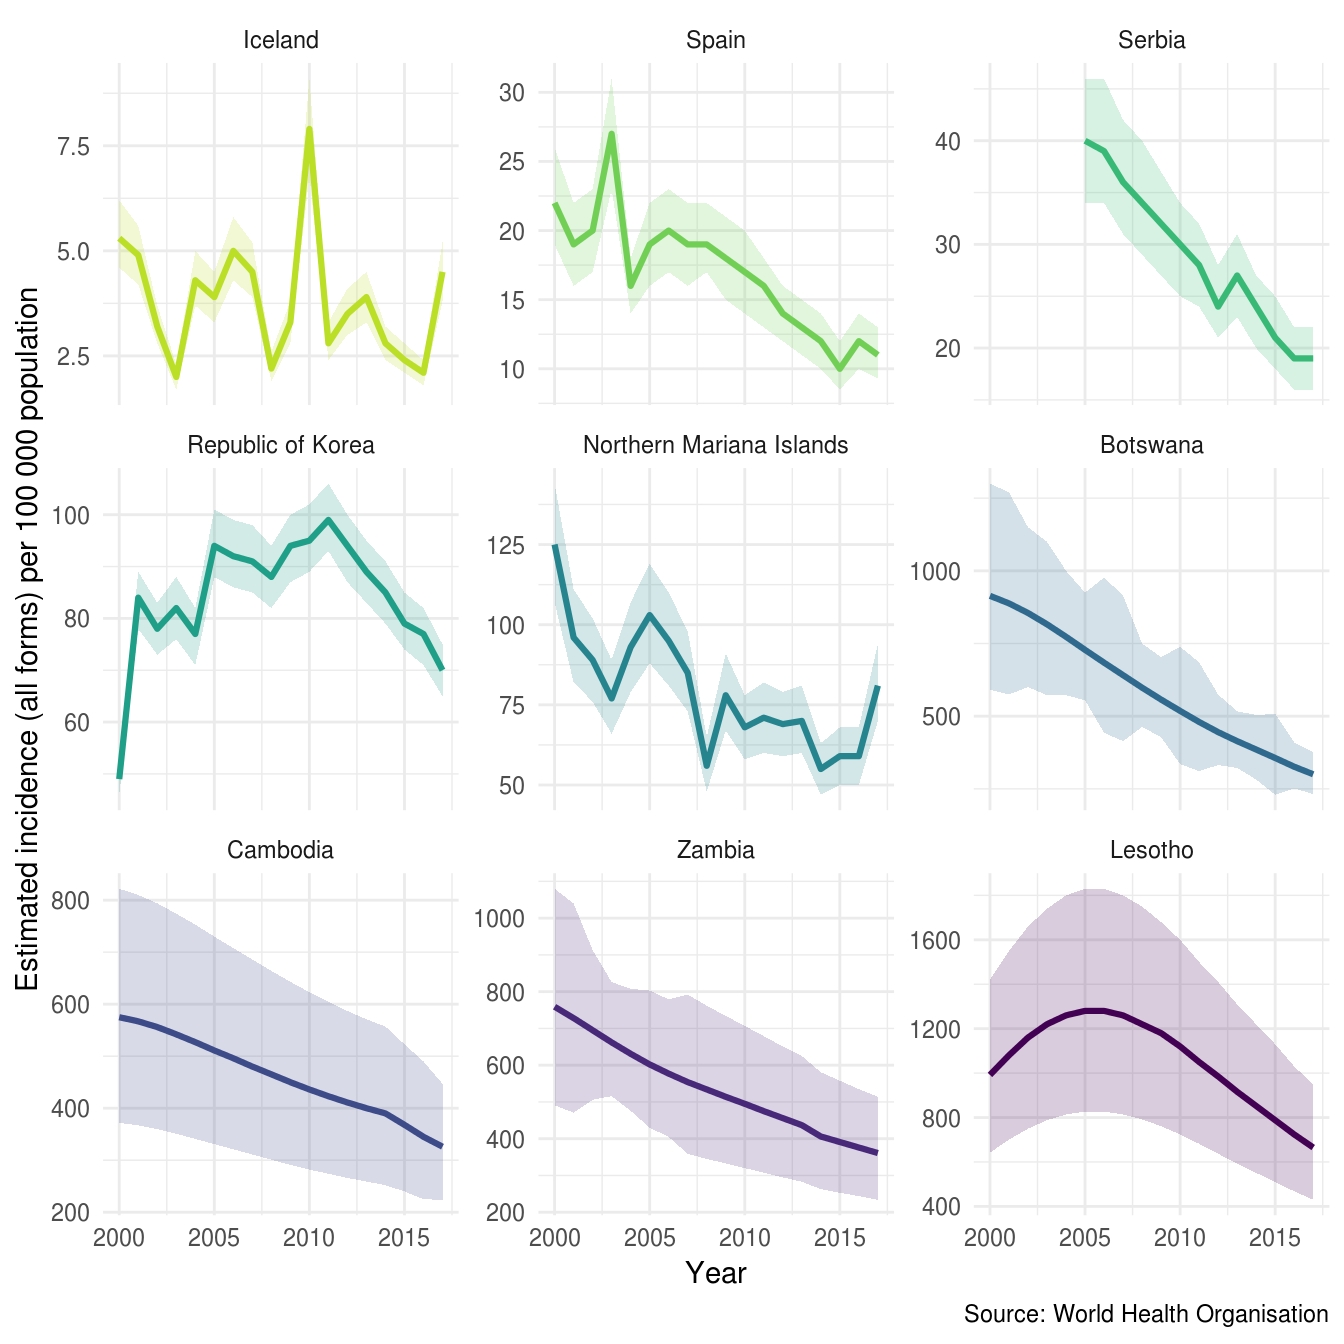 Iceland
Spain
Serbia
7.5
5.0
2.5
30
25
20
15
10
40
30
20
Estimated incidence (all forms) per 100 000 population
Republic of Korea
Northern Mariana Islands
Botswana
100
80
60
125
100
75
50
1000
500
Cambodia
Zambia
Lesotho
800
600
400
200
1000
800
600
400
200
1600
1200
800
400
2000 2005 2010 2015
2000 2005 2010 2015
2000 2005 2010 2015
Year
Source: World Health Organisation